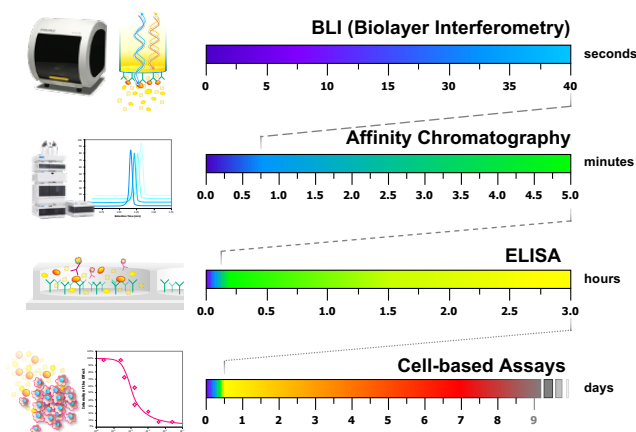 BLI (Biolayer Interferometry)
seconds
0 5 10 15 20 25 30 35 40
Affinity Chromatography
minutes
0.0 0.5 1.0 1.5 2.0 2.5 3.0 3.5 4.0 4.5 5.0
ELISA
hours
0.0 0.5 1.0 1.5 2.0 2.5 3.0
Cell-based Assays
days
0 1 2 3 4 5 6 7 8 9